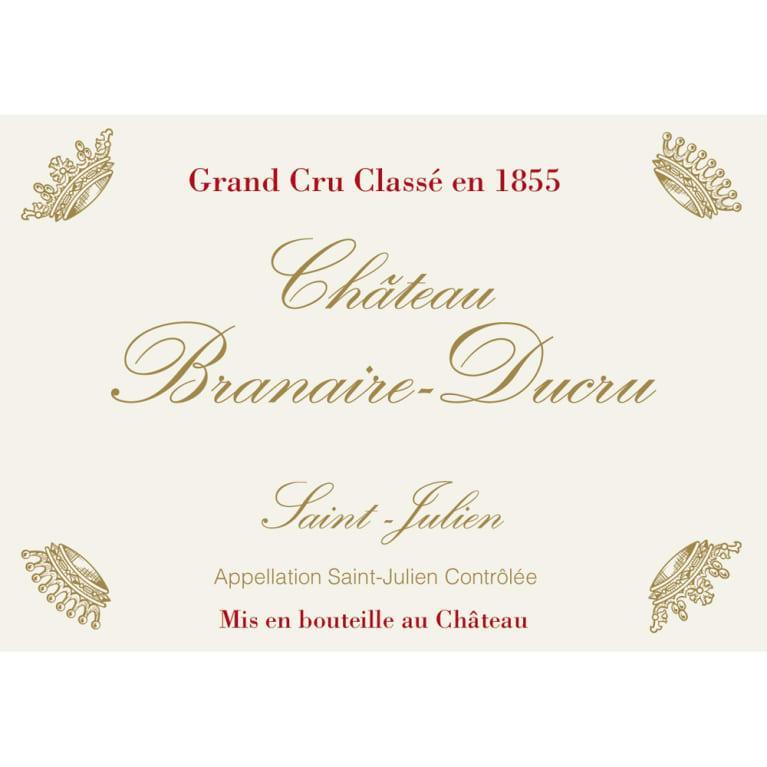 Grand Cru Classé en 1855
Château
Branaire-Ducru
Saint-Julien
Appellation Saint-Julien Contrôlée
Mis en bouteille au Château